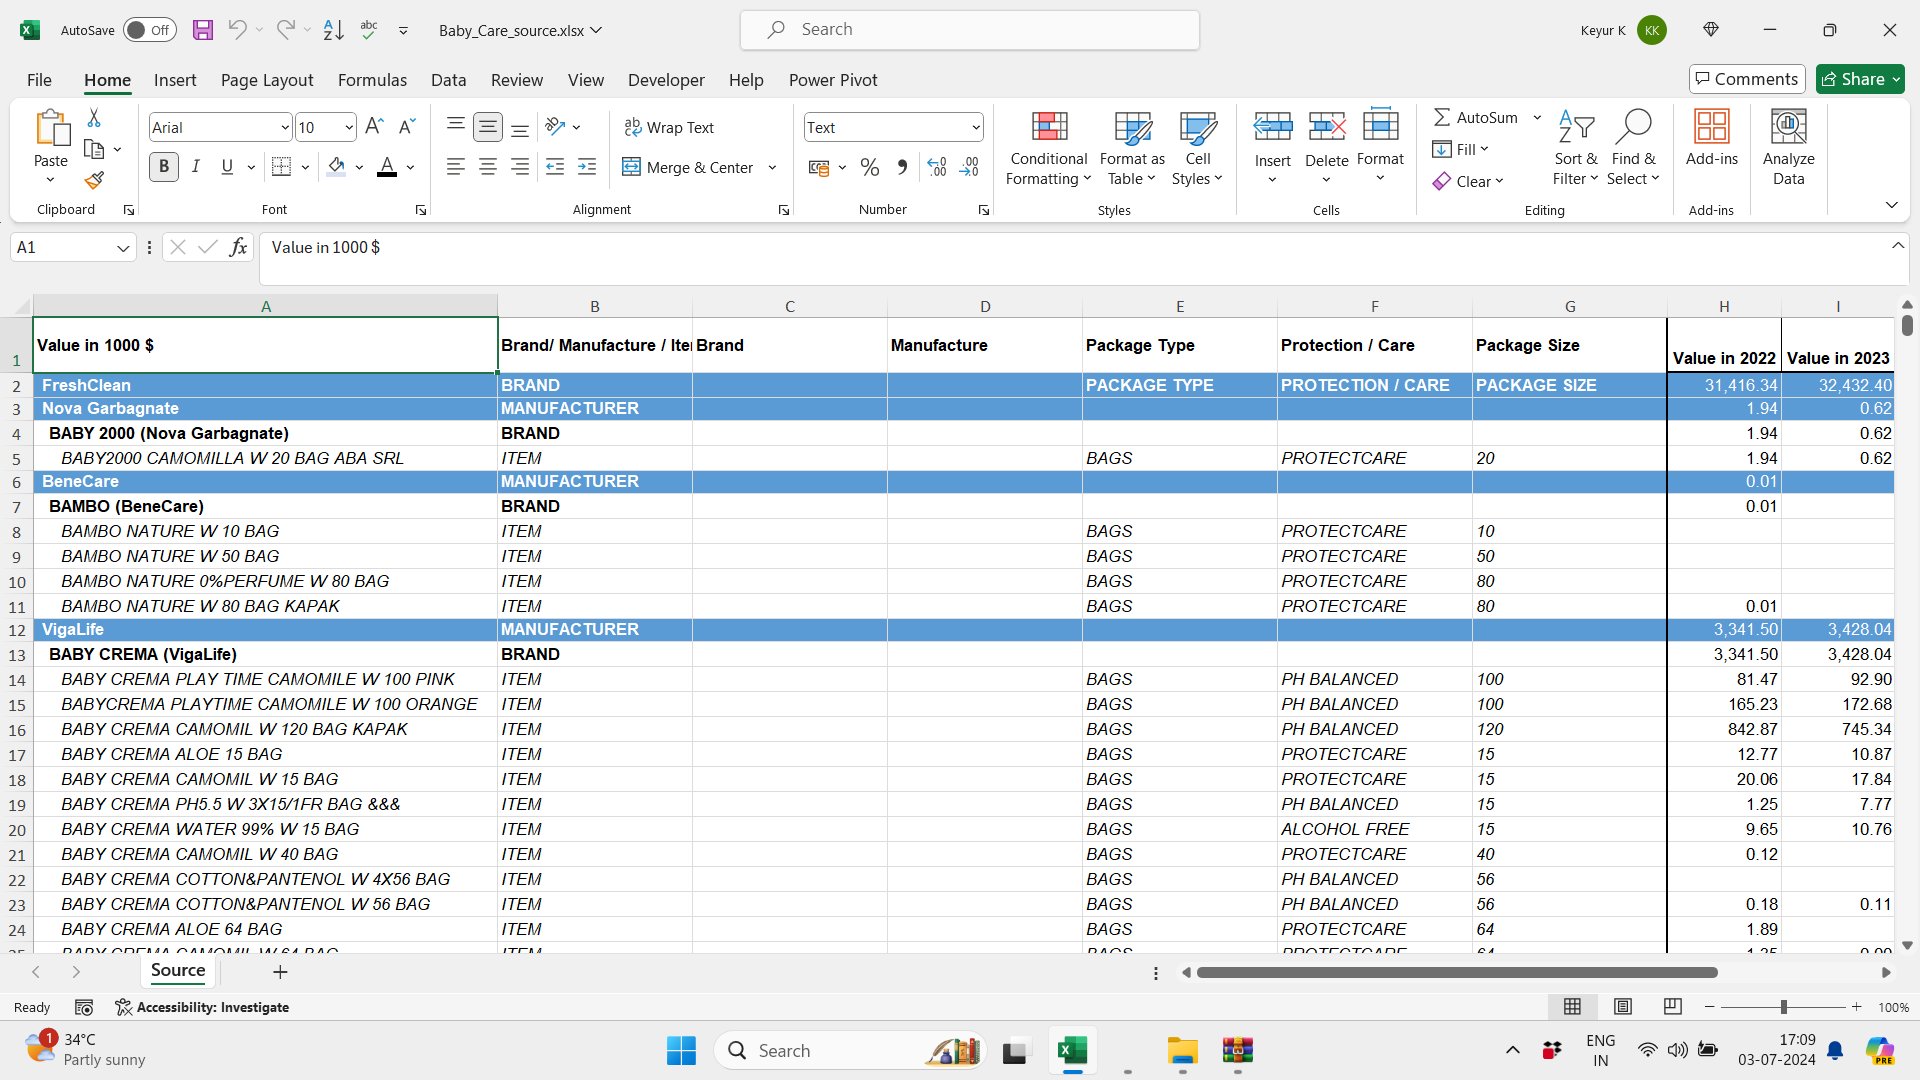 AutoSave Off abc Baby_Care_source.xlsx Search Keyur K KK
File Home Insert Page Layout Formulas Data Review View Developer Help Power Pivot Comments Share
Paste Arial 10 Wrap Text Text AutoSum
B I U Merge & Center % Conditional Formatting Format as Table Cell Styles Insert Delete Format Fill Clear Sort & Filter Find & Select Add-ins Analyze Data
Clipboard Font Alignment Number Styles Cells Editing Add-ins
A1 fx Value in 1000 $
A B C D E F G H I
1 Value in 1000 $ Brand/ Manufacture / Iter Brand Manufacture Package Type Protection / Care Package Size Value in 2022 Value in 2023
2 FreshClean BRAND PACKAGE TYPE PROTECTION / CARE PACKAGE SIZE 31,416.34 32,432.40
3 Nova Garbagnate MANUFACTURER 1.94 0.62
4 BABY 2000 (Nova Garbagnate) BRAND 1.94 0.62
5 BABY2000 CAMOMILLA W 20 BAG ABA SRL ITEM BAGS PROTECTCARE 20 1.94 0.62
6 BeneCare MANUFACTURER 0.01
7 BAMBO (BeneCare) BRAND 0.01
8 BAMBO NATURE W 10 BAG ITEM BAGS PROTECTCARE 10
9 BAMBO NATURE W 50 BAG ITEM BAGS PROTECTCARE 50
10 BAMBO NATURE 0%PERFUME W 80 BAG ITEM BAGS PROTECTCARE 80
11 BAMBO NATURE W 80 BAG KAPAK ITEM BAGS PROTECTCARE 80 0.01
12 VigaLife MANUFACTURER 3,341.50 3,428.04
13 BABY CREMA (VigaLife) BRAND 3,341.50 3,428.04
14 BABY CREMA PLAY TIME CAMOMILE W 100 PINK ITEM BAGS PH BALANCED 100 81.47 92.90
15 BABYCREMA PLAYTIME CAMOMILE W 100 ORANGE ITEM BAGS PH BALANCED 100 165.23 172.68
16 BABY CREMA CAMOMIL W 120 BAG KAPAK ITEM BAGS PH BALANCED 120 842.87 745.34
17 BABY CREMA ALOE 15 BAG ITEM BAGS PROTECTCARE 15 12.77 10.87
18 BABY CREMA CAMOMIL W 15 BAG ITEM BAGS PROTECTCARE 15 20.06 17.84
19 BABY CREMA PH5.5 W 3X15/1FR BAG &&& ITEM BAGS PH BALANCED 15 1.25 7.77
20 BABY CREMA WATER 99% W 15 BAG ITEM BAGS ALCOHOL FREE 15 9.65 10.76
21 BABY CREMA CAMOMIL W 40 BAG ITEM BAGS PROTECTCARE 40 0.12
22 BABY CREMA COTTON&PANTENOL W 4X56 BAG ITEM BAGS PH BALANCED 56
23 BABY CREMA COTTON&PANTENOL W 56 BAG ITEM BAGS PH BALANCED 56 0.18 0.11
24 BABY CREMA ALOE 64 BAG ITEM BAGS PROTECTCARE 64 1.89
Source
Ready Accessibility: Investigate 100%
1 34°C Partly sunny Search ENG IN 17:09 03-07-2024 PRE